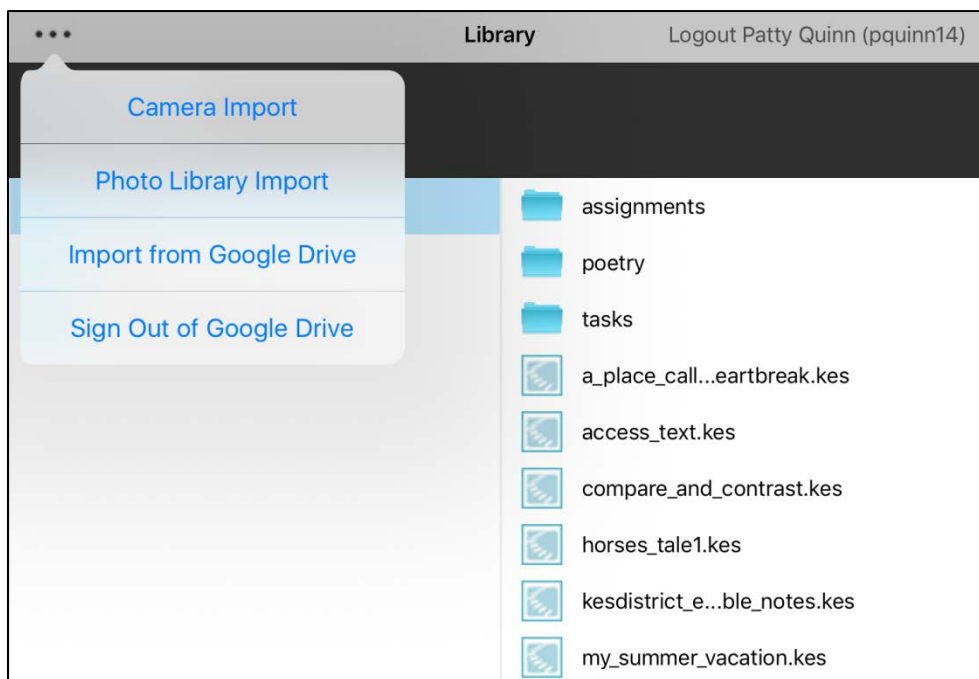 Library
Logout Patty Quinn (pquinn14)
Camera Import
Photo Library Import
Import from Google Drive
Sign Out of Google Drive
assignments
poetry
tasks
a_place_call...eartbreak.kes
access_text.kes
compare_and_contrast.kes
horses_tale1.kes
kesdistrict_e...ble_notes.kes
my_summer_vacation.kes